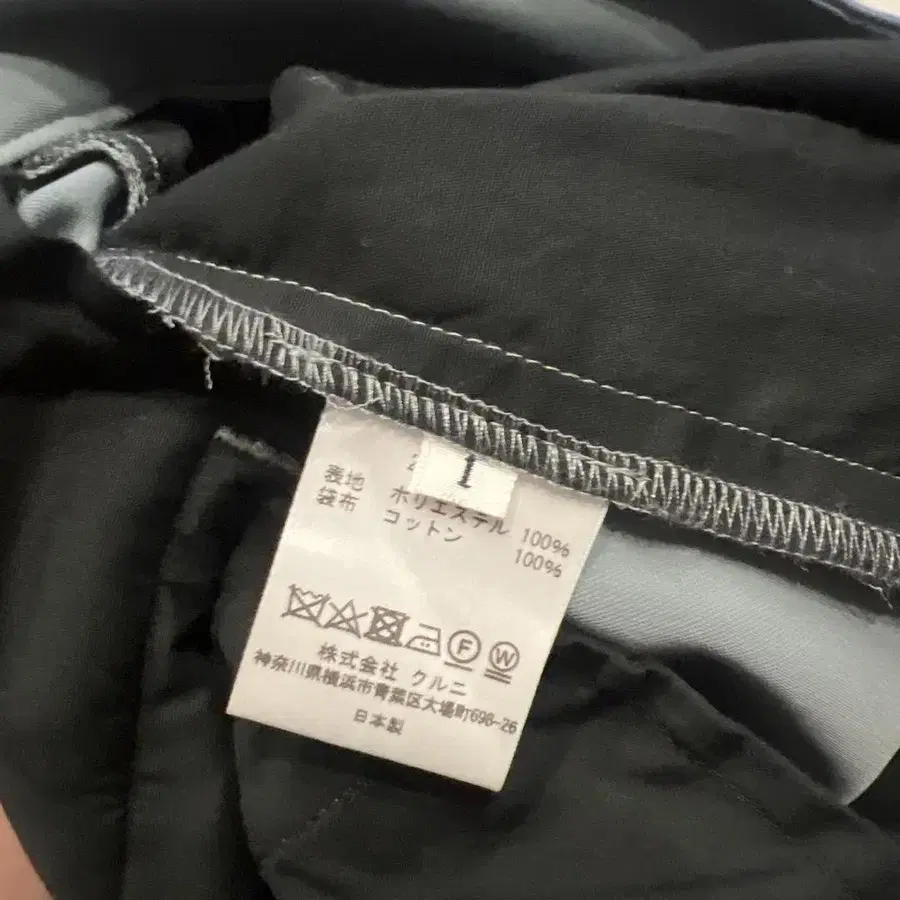 1
表地 ポリエステル 100%
袋布 コットン 100%
F W
株式会社 クルニ
神奈川県横浜市青葉区大場町698-26
日本製